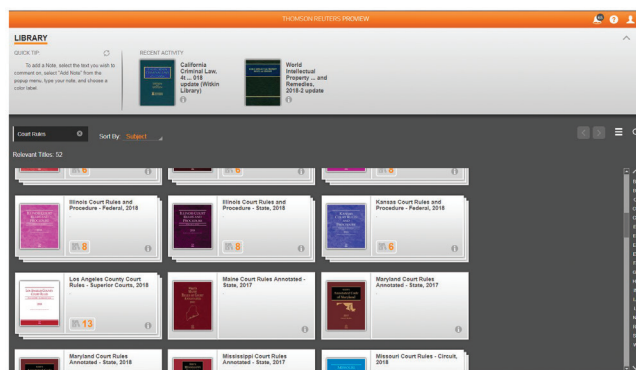 THOMSON REUTERS PROVIEW
LIBRARY
QUICK TIP
To add a Note, select the text you wish to
comment on, select "Add Note" from the
popup menu, type your note, and choose a
color label.
RECENT ACTIVITY
California
Criminal Law,
4t ... 018
update (Witkin
Library)
World
Intellectual
Property ... and
Remedies,
2018-2 update
Court Rules
Sort By: Subject
Relevant Titles: 52
6
6
Illinois Court Rules and
Procedure - Federal, 2018
8
Illinois Court Rules and
Procedure - State, 2018
8
Kansas Court Rules and
Procedure - Federal, 2018
6
Los Angeles County Court
Rules - Superior Courts, 2018
13
Maine Court Rules Annotated -
State, 2017
Maryland Court Rules
Annotated - State, 2017
Maryland Court Rules
Annotated - State, 2018
Mississippi Court Rules
Annotated - State, 2017
Missouri Court Rules - Circuit,
2018